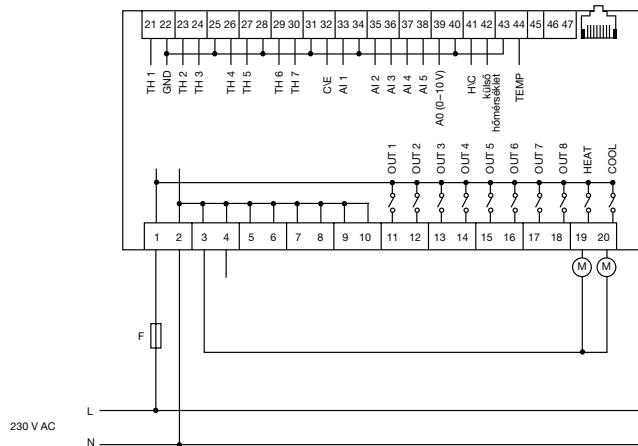 21 22 23 24 25 26 27 28 29 30 31 32 33 34 35 36 37 38 39 40 41 42 43 44 45 46 47
TH 1
GND
TH 2
TH 3
TH 4
TH 5
TH 6
TH 7
C\E
AI 1
AI 2
AI 3
AI 4
AI 5
A0 (0–10 V)
H\C
külső
hőmérséklet
TEMP
OUT 1
OUT 2
OUT 3
OUT 4
OUT 5
OUT 6
OUT 7
OUT 8
HEAT
COOL
1 2 3 4 5 6 7 8 9 10 11 12 13 14 15 16 17 18 19 20
M M
F
L
230 V AC
N